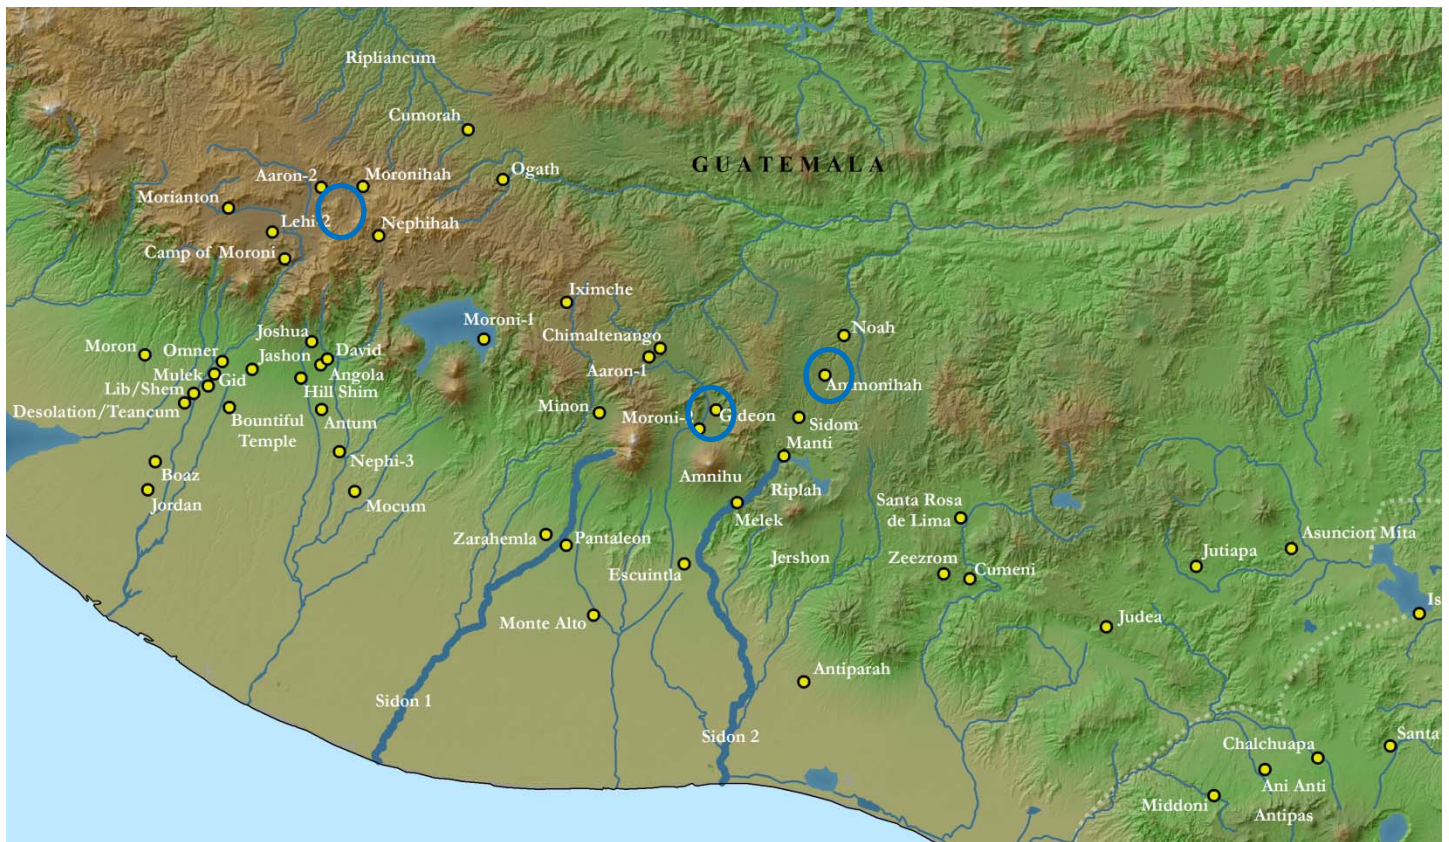 Ripliancum
Cumorah
GUATEMALA
Ogath
Aaron-2
Moronihah
Morianton
Lehi-2
Nephihah
Camp of Moroni
Iximche
Moroni-1
Chimaltenango
Noah
Joshua
Moron
Omner
Jashon
David
Aaron-1
Mulek
Gid
Angola
Ammonihah
Lib/Shem
Hill Shim
Desolation/Teancum
Minon
Moroni-2
Gideon
Bountiful
Temple
Antum
Sidom
Manti
Nephi-3
Boaz
Amnihu
Riplah
Jordan
Mocum
Melek
Santa Rosa
de Lima
Zarahemla
Pantaleon
Asuncion Mita
Jershon
Zeezrom
Jutiapa
Escuintla
Cumeni
Is
Monte Alto
Judea
Antiparah
Sidon 1
Sidon 2
Santa
Chalchuapa
Ani Anti
Middoni
Antipas